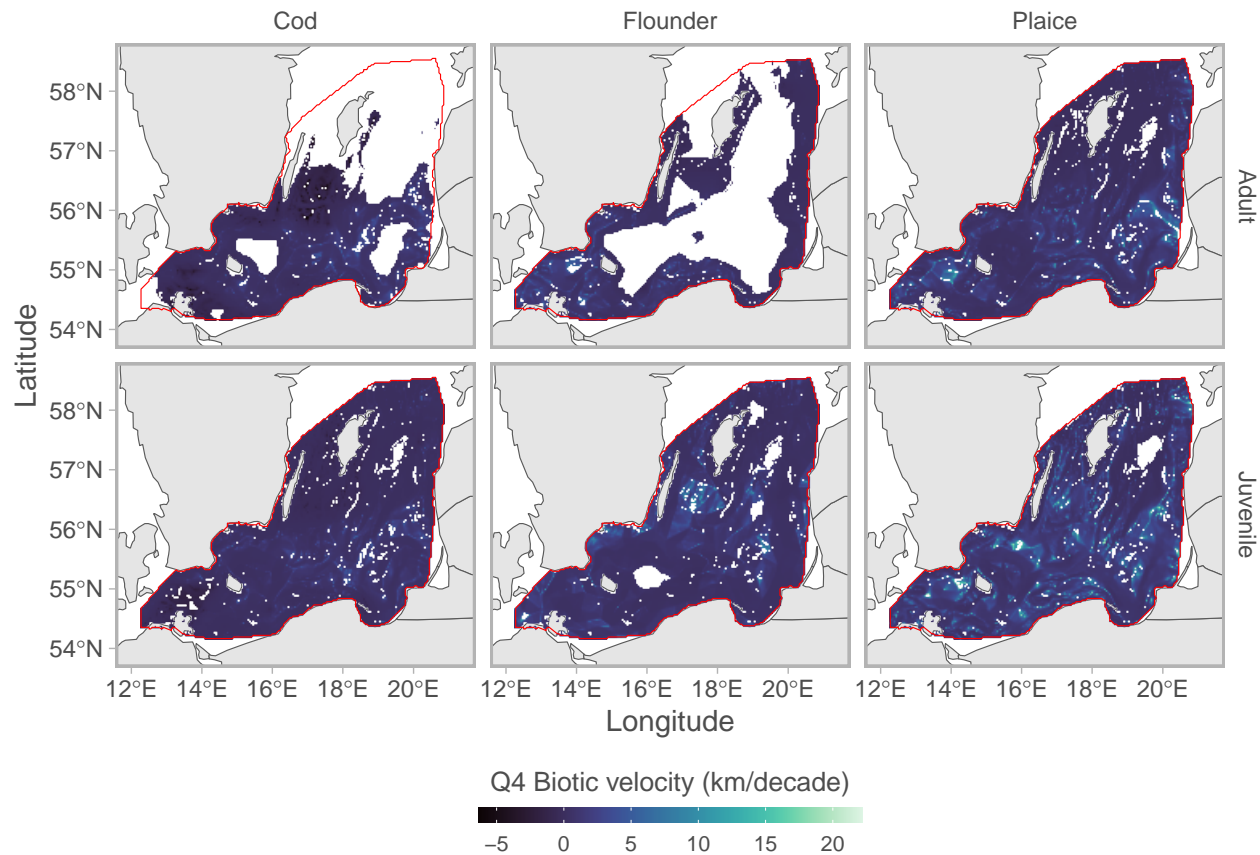 Cod Flounder Plaice
58°N
57°N
56°N
55°N
54°N
Adult
58°N
57°N
56°N
55°N
54°N
Juvenile
Latitude
12°E 14°E 16°E 18°E 20°E 12°E 14°E 16°E 18°E 20°E 12°E 14°E 16°E 18°E 20°E
Longitude
Q4 Biotic velocity (km/decade)
−5 0 5 10 15 20